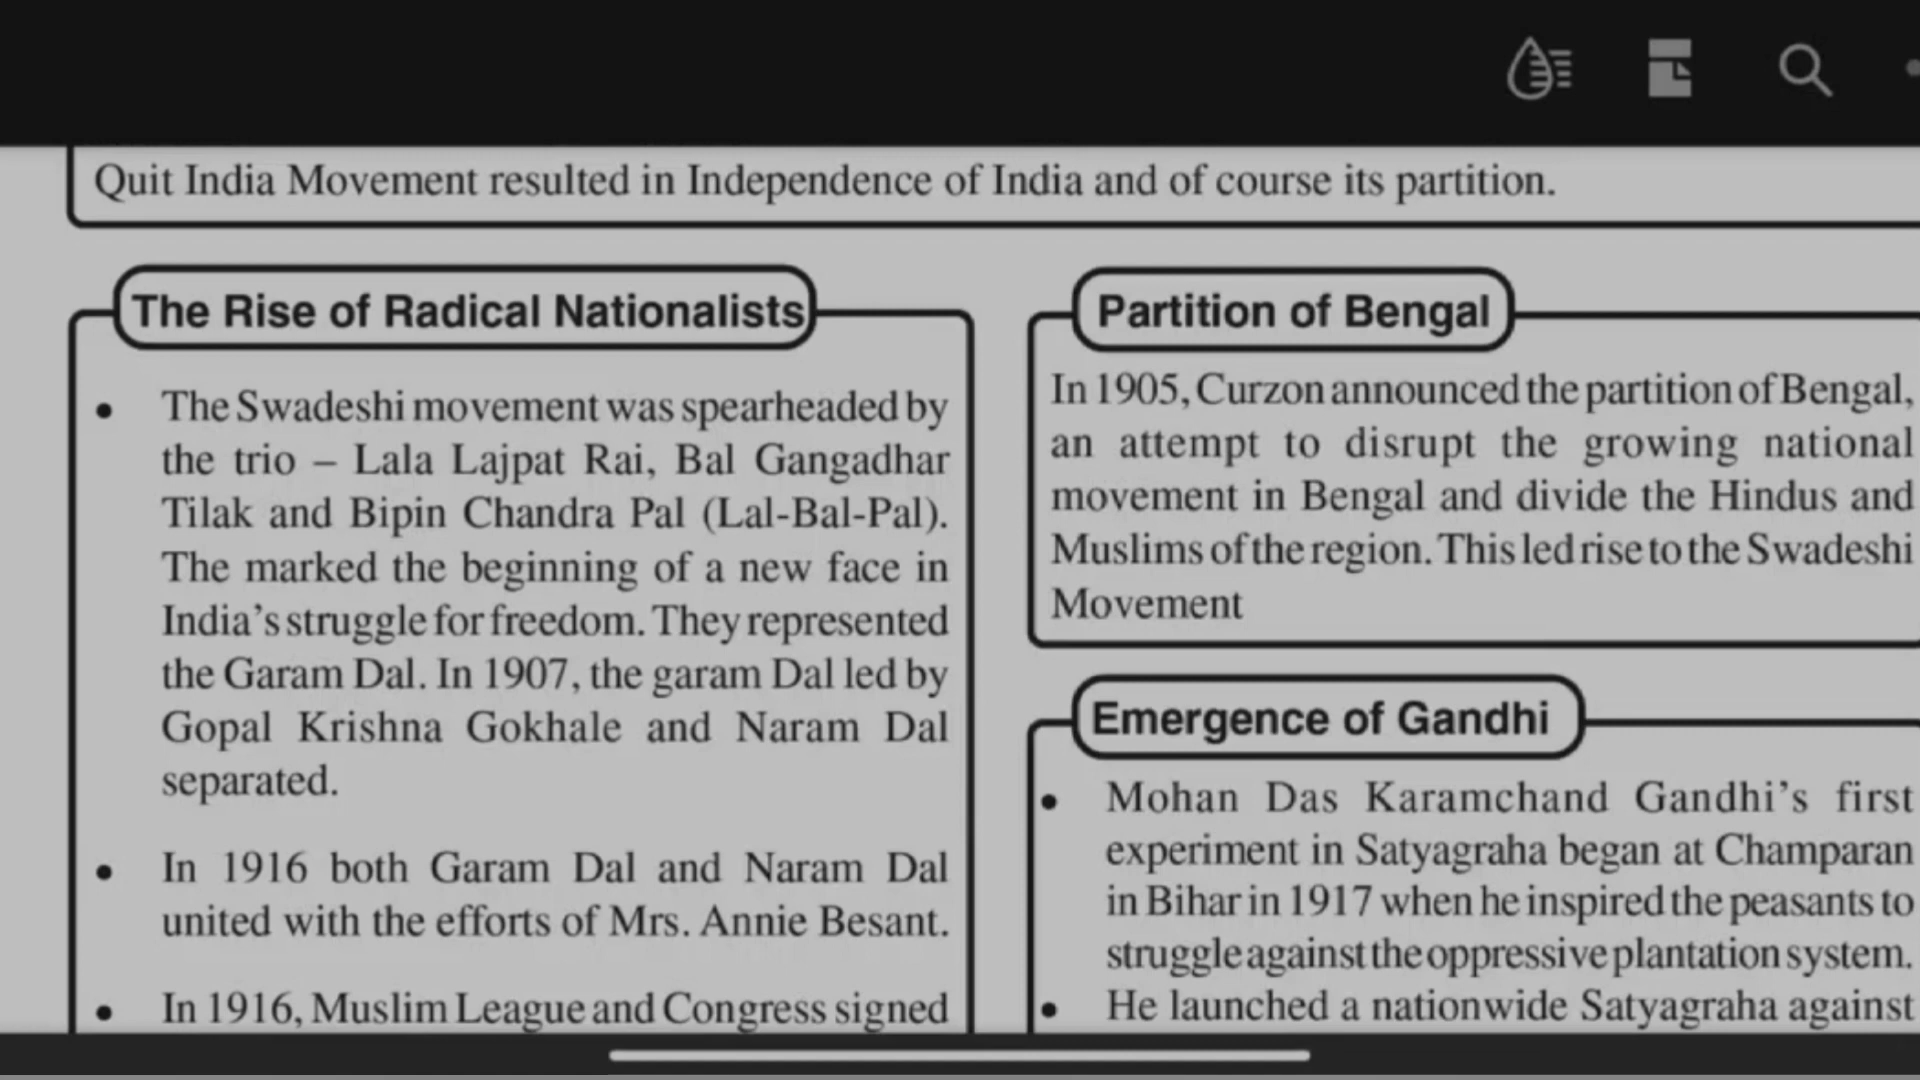 Quit India Movement resulted in Independence of India and of course its partition.
The Rise of Radical Nationalists
• The Swadeshi movement was spearheaded by
the trio – Lala Lajpat Rai, Bal Gangadhar
Tilak and Bipin Chandra Pal (Lal-Bal-Pal).
The marked the beginning of a new face in
India's struggle for freedom. They represented
the Garam Dal. In 1907, the garam Dal led by
Gopal Krishna Gokhale and Naram Dal
separated.
• In 1916 both Garam Dal and Naram Dal
united with the efforts of Mrs. Annie Besant.
• In 1916, Muslim League and Congress signed
Partition of Bengal
In 1905, Curzon announced the partition of Bengal,
an attempt to disrupt the growing national
movement in Bengal and divide the Hindus and
Muslims of the region. This led rise to the Swadeshi
Movement
Emergence of Gandhi
• Mohan Das Karamchand Gandhi's first
experiment in Satyagraha began at Champaran
in Bihar in 1917 when he inspired the peasants to
struggle against the oppressive plantation system.
• He launched a nationwide Satyagraha against